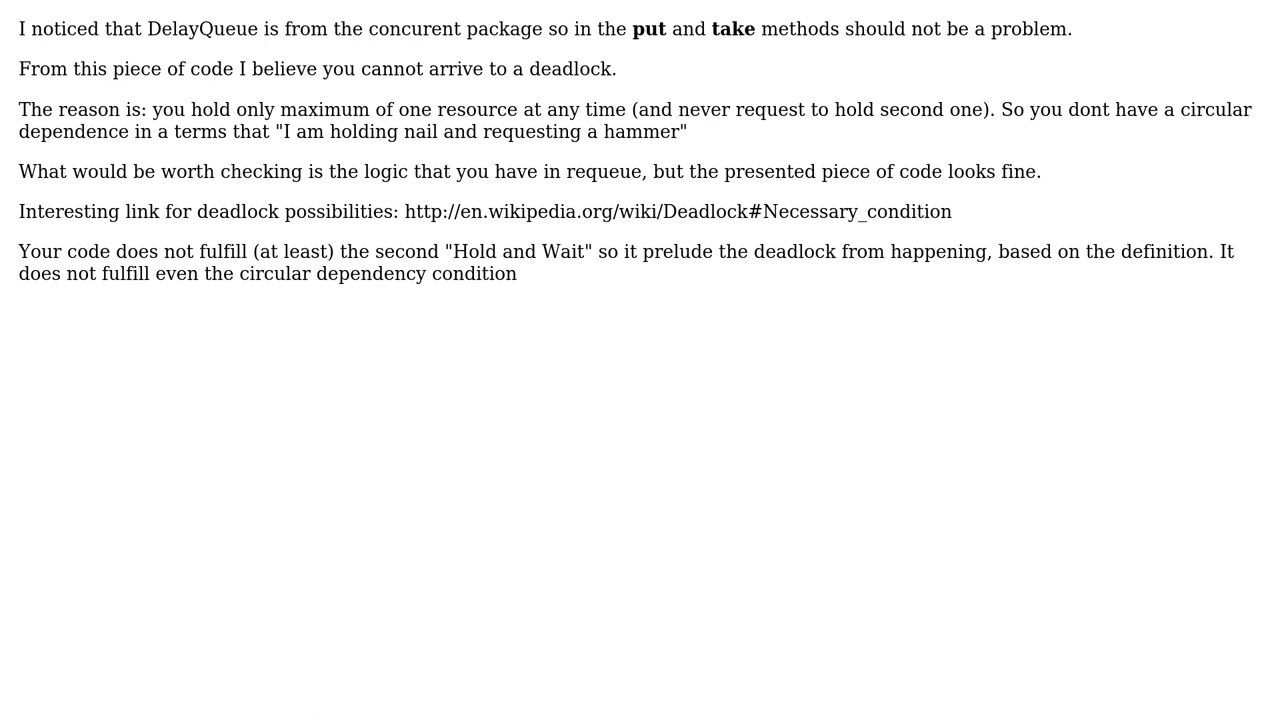 I noticed that DelayQueue is from the concurent package so in the put and take methods should not be a problem.
From this piece of code I believe you cannot arrive to a deadlock.
The reason is: you hold only maximum of one resource at any time (and never request to hold second one). So you dont have a circular
dependence in a terms that "I am holding nail and requesting a hammer"
What would be worth checking is the logic that you have in requeue, but the presented piece of code looks fine.
Interesting link for deadlock possibilities: http://en.wikipedia.org/wiki/Deadlock#Necessary_condition
Your code does not fulfill (at least) the second "Hold and Wait" so it prelude the deadlock from happening, based on the definition. It
does not fulfill even the circular dependency condition